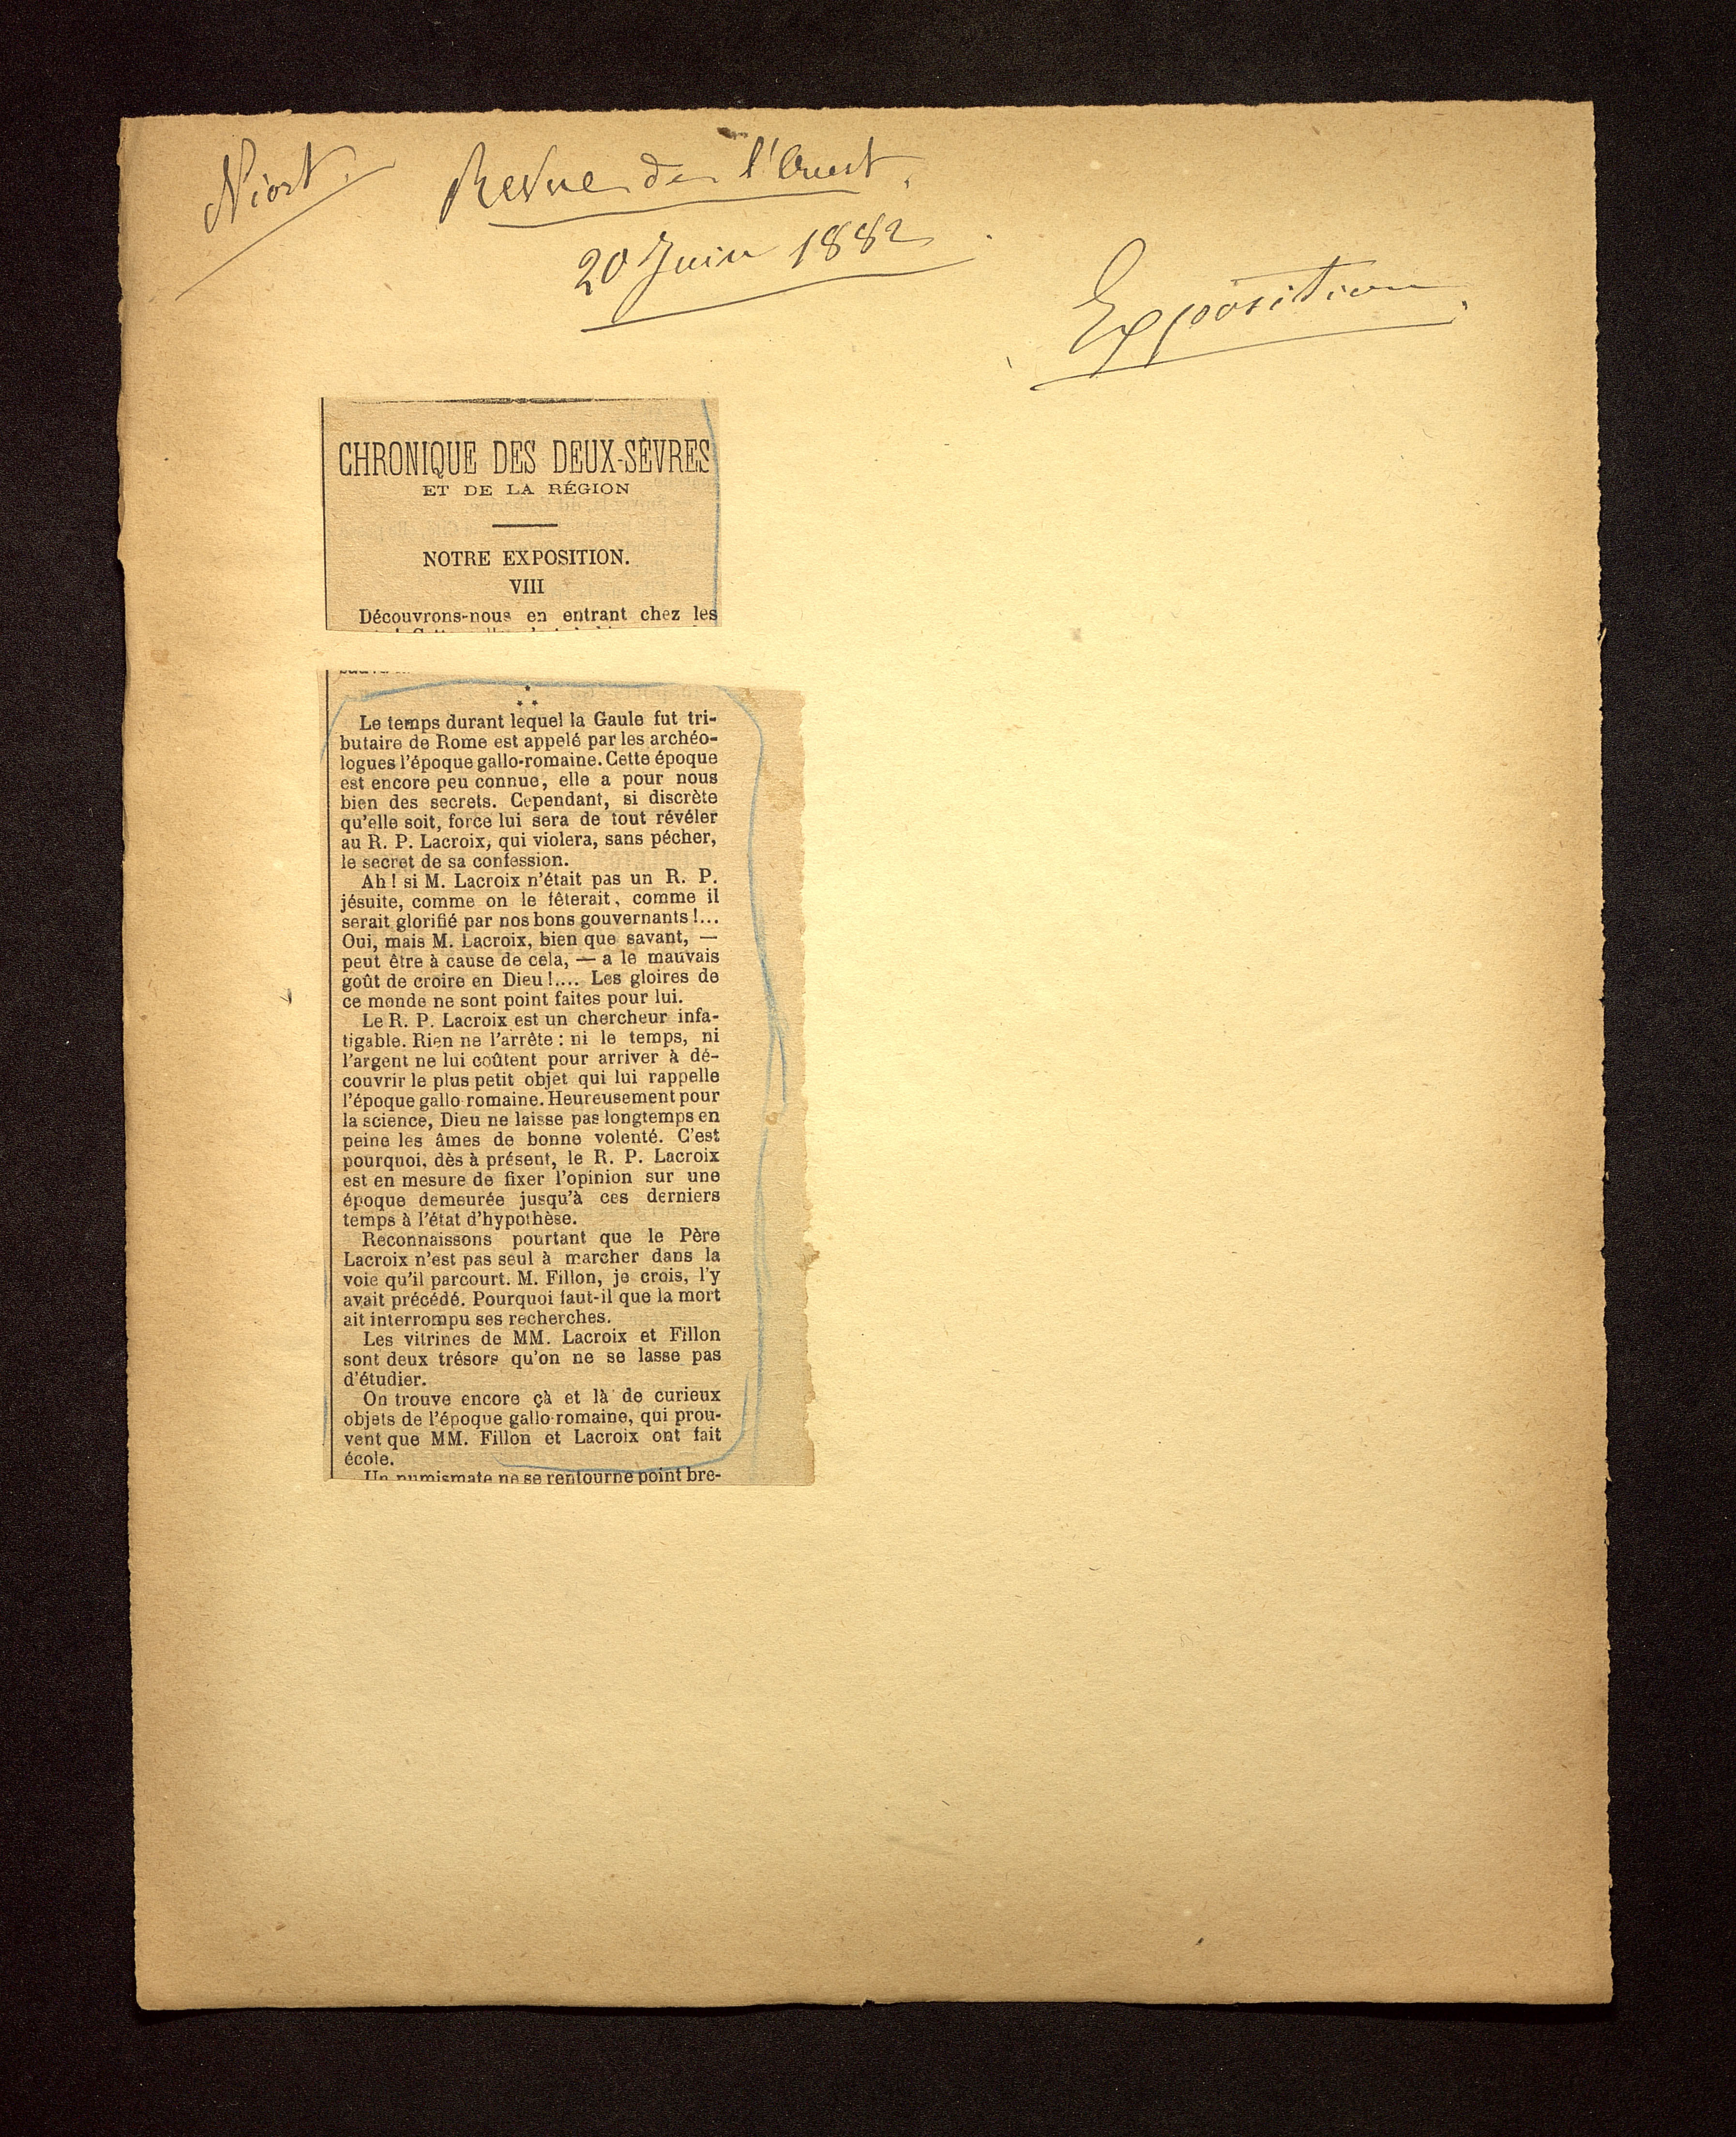 Niort.
Revue de l'Ouest.
20 Juin 1882.
Exposition.
CHRONIQUE DES DEUX-SÈVRES
ET DE LA RÉGION
NOTRE EXPOSITION.
VIII
Découvrons-nous en entrant chez les
Le temps durant lequel la Gaule fut tri-
butaire de Rome est appelé par les archéo-
logues l'époque gallo-romaine. Cette époque
est encore peu connue, elle a pour nous
bien des secrets. Cependant, si discrète
qu'elle soit, force lui sera de tout révéler
au R. P. Lacroix, qui violera, sans pécher,
le secret de sa confession.
Ah ! si M. Lacroix n'était pas un R. P.
jésuite, comme on le fêterait, comme il
serait glorifié par nos bons gouvernants !...
Oui, mais M. Lacroix, bien que savant, —
peut être à cause de cela, — a le mauvais
goût de croire en Dieu !.... Les gloires de
ce monde ne sont point faites pour lui.
Le R. P. Lacroix est un chercheur infa-
tigable. Rien ne l'arrête : ni le temps, ni
l'argent ne lui coûtent pour arriver à dé-
couvrir le plus petit objet qui lui rappelle
l'époque gallo romaine. Heureusement pour
la science, Dieu ne laisse pas longtemps en
peine les âmes de bonne volonté. C'est
pourquoi, dès à présent, le R. P. Lacroix
est en mesure de fixer l'opinion sur une
époque demeurée jusqu'à ces derniers
temps à l'état d'hypothèse.
Reconnaissons pourtant que le Père
Lacroix n'est pas seul à marcher dans la
voie qu'il parcourt. M. Fillon, je crois, l'y
avait précédé. Pourquoi faut-il que la mort
ait interrompu ses recherches.
Les vitrines de MM. Lacroix et Fillon
sont deux trésors qu'on ne se lasse pas
d'étudier.
On trouve encore çà et là de curieux
objets de l'époque gallo-romaine, qui prou-
vent que MM. Fillon et Lacroix ont fait
école.
Un numismate ne se rentourne point bre-